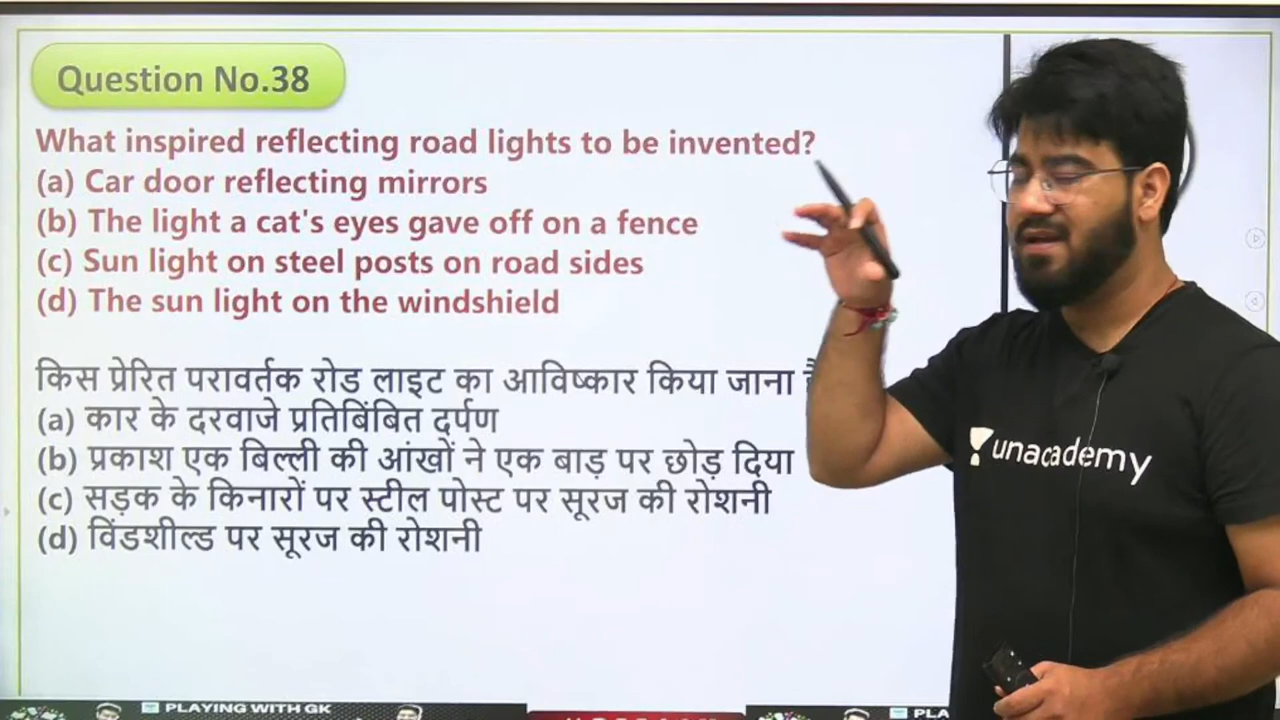 Question No.38
What inspired reflecting road lights to be invented?
(a) Car door reflecting mirrors
(b) The light a cat's eyes gave off on a fence
(c) Sun light on steel posts on road sides
(d) The sun light on the windshield
किस प्रेरित परावर्तक रोड लाइट का आविष्कार किया जाना
(a) कार के दरवाजे प्रतिबिंबित दर्पण
(b) प्रकाश एक बिल्ली की आंखों ने एक बाड़ पर छोड़ दिया
(c) सड़क के किनारों पर स्टील पोस्ट पर सूरज की रोशनी
(d) विंडशील्ड पर सूरज की रोशनी
unacademy
PLAYING WITH GK
PLA